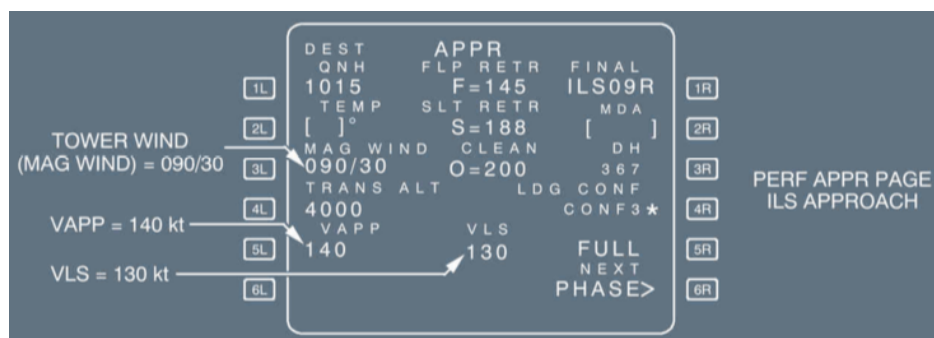 DEST APPR
QNH FLP RETR FINAL
1L 1015 F=145 ILS09R 1R
TEMP SLT RETR MDA
2L [ ]° S=188 [ ] 2R
TOWER WIND
(MAG WIND) = 090/30
MAG WIND CLEAN DH
3L 090/30 O=200 367 3R
TRANS ALT LDG CONF
4L 4000 CONF3* 4R
PERF APPR PAGE
ILS APPROACH
VAPP = 140 kt
VAPP VLS
5L 140 130 FULL 5R
VLS = 130 kt
NEXT
6L PHASE> 6R